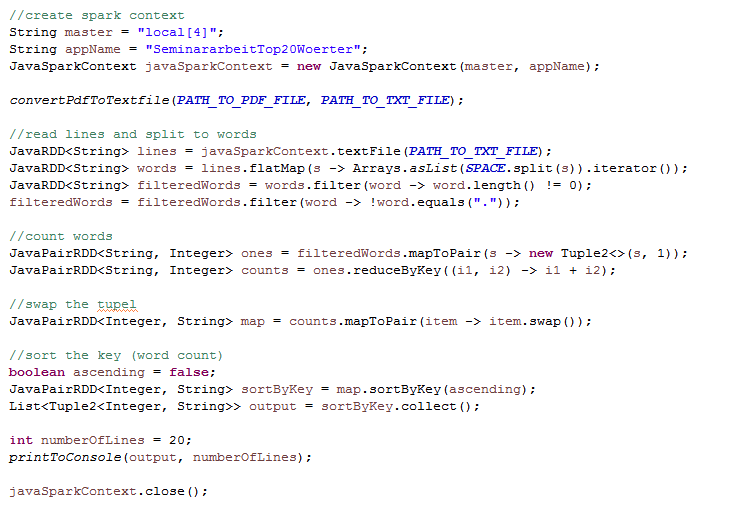 //create spark context
String master = "local[4]";
String appName = "SeminararbeitTop20Woerter";
JavaSparkContext javaSparkContext = new JavaSparkContext(master, appName);
convertPdfToTextfile(PATH_TO_PDF_FILE, PATH_TO_TXT_FILE);
//read lines and split to words
JavaRDD<String> lines = javaSparkContext.textFile(PATH_TO_TXT_FILE);
JavaRDD<String> words = lines.flatMap(s -> Arrays.asList(SPACE.split(s)).iterator());
JavaRDD<String> filteredWords = words.filter(word -> word.length() != 0);
filteredWords = filteredWords.filter(word -> !word.equals("."));
//count words
JavaPairRDD<String, Integer> ones = filteredWords.mapToPair(s -> new Tuple2<>(s, 1));
JavaPairRDD<String, Integer> counts = ones.reduceByKey((i1, i2) -> i1 + i2);
//swap the tupel
JavaPairRDD<Integer, String> map = counts.mapToPair(item -> item.swap());
//sort the key (word count)
boolean ascending = false;
JavaPairRDD<Integer, String> sortByKey = map.sortByKey(ascending);
List<Tuple2<Integer, String>> output = sortByKey.collect();
int numberOfLines = 20;
printToConsole(output, numberOfLines);
javaSparkContext.close();